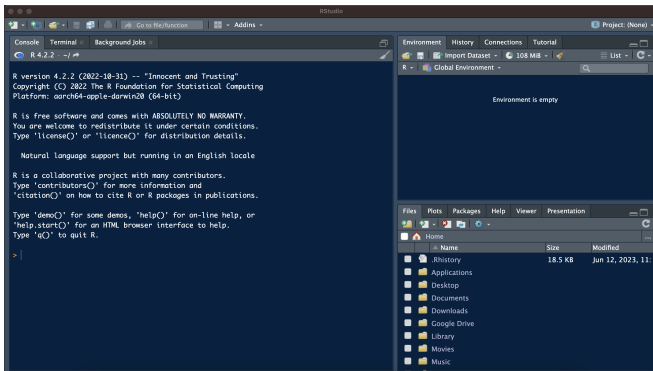 RStudio
Go to file/function
Addins
Project: (None)
Console Terminal Background Jobs
R 4.2.2 · ~/
R version 4.2.2 (2022-10-31) -- "Innocent and Trusting"
Copyright (C) 2022 The R Foundation for Statistical Computing
Platform: aarch64-apple-darwin20 (64-bit)
R is free software and comes with ABSOLUTELY NO WARRANTY.
You are welcome to redistribute it under certain conditions.
Type 'license()' or 'licence()' for distribution details.
Natural language support but running in an English locale
R is a collaborative project with many contributors.
Type 'contributors()' for more information and
'citation()' on how to cite R or R packages in publications.
Type 'demo()' for some demos, 'help()' for on-line help, or
'help.start()' for an HTML browser interface to help.
Type 'q()' to quit R.
>
Environment History Connections Tutorial
Import Dataset 108 MiB List
R Global Environment
Environment is empty
Files Plots Packages Help Viewer Presentation
Home
Name Size Modified
.Rhistory 18.5 KB Jun 12, 2023, 11:
Applications
Desktop
Documents
Downloads
Google Drive
Library
Movies
Music